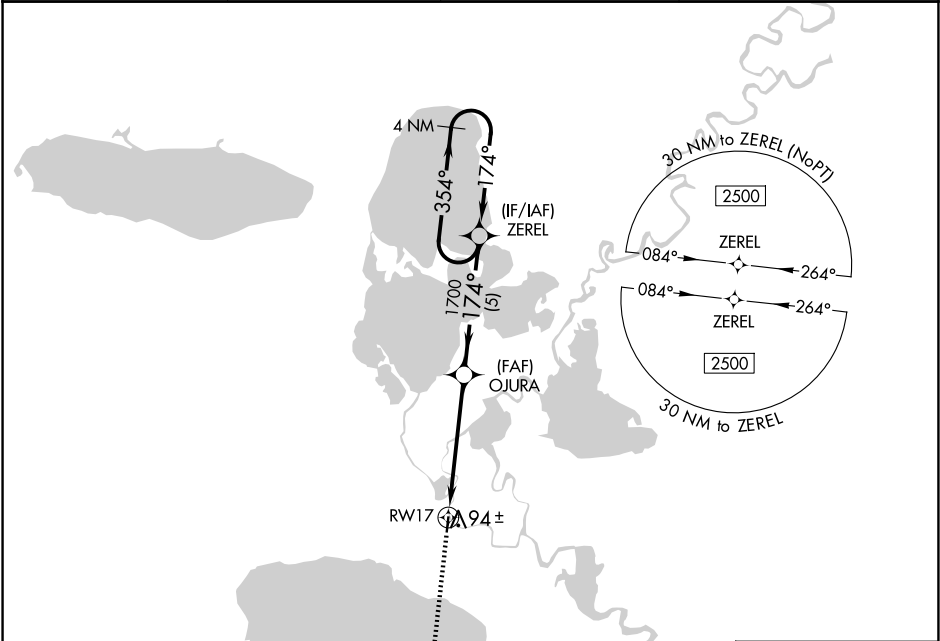 4 NM
354°
174°
(IF/IAF)
ZEREL
1700
174°
(5)
(FAF)
OJURA
RW17
94±
30 NM to ZEREL (NoPT)
2500
ZEREL
084°
264°
084°
264°
ZEREL
2500
30 NM to ZEREL